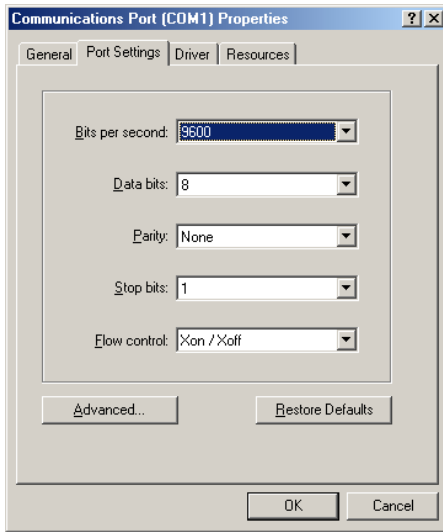 Communications Port (COM1) Properties
General Port Settings Driver Resources
Bits per second: 9600
Data bits: 8
Parity: None
Stop bits: 1
Flow control: Xon / Xoff
Advanced... Restore Defaults
OK Cancel